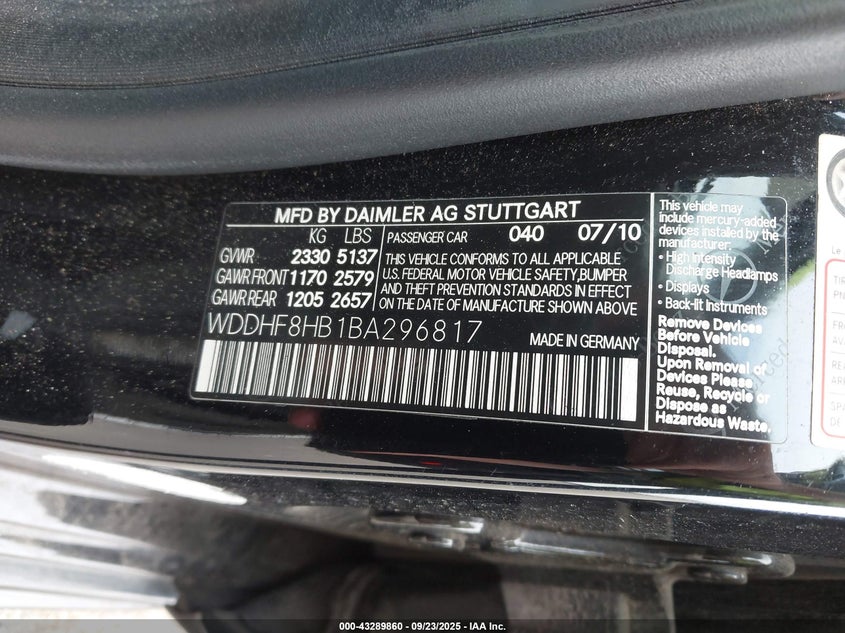 MFD BY DAIMLER AG STUTTGART
KG LBS
GVWR 2330 5137
GAWR FRONT 1170 2579
GAWR REAR 1205 2657
PASSENGER CAR 040 07/10
THIS VEHICLE CONFORMS TO ALL APPLICABLE
U.S. FEDERAL MOTOR VEHICLE SAFETY,BUMPER
AND THEFT PREVENTION STANDARDS IN EFFECT
ON THE DATE OF MANUFACTURE SHOWN ABOVE
WDDHF8HB1BA296817
MADE IN GERMANY
This vehicle may
include mercury-added
devices installed by the
manufacturer:
• High Intensity
Discharge Headlamps
• Displays
• Back-lit Instruments
Remove Devices
Before Vehicle
Disposal.
Upon Removal of
Devices Please
Reuse, Recycle or
Dispose as
Hazardous Waste.
000-43289860 - 09/23/2025 - IAA Inc.